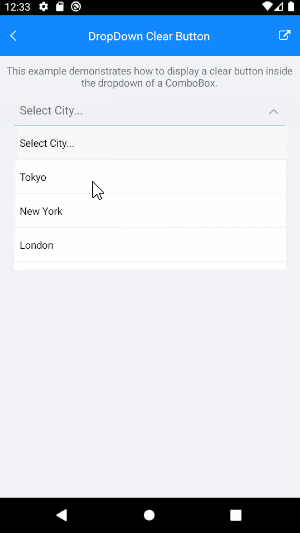 12:33
DropDown Clear Button
This example demonstrates how to display a clear button inside
the dropdown of a ComboBox.
Select City...
Select City...
Tokyo
New York
London